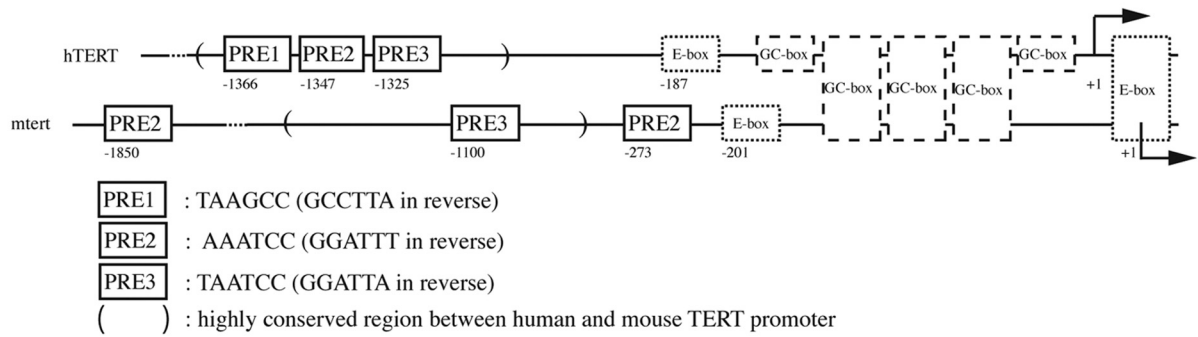 hTERT ( PRE1 PRE2 PRE3 ) E-box GC-box GC-box GC-box GC-box GC-box E-box
-1366 -1347 -1325 -187 +1
mtert PRE2 ( PRE3 ) PRE2 E-box
-1850 -1100 -273 -201 +1
PRE1 : TAAGCC (GCCTTA in reverse)
PRE2 : AAATCC (GGATTT in reverse)
PRE3 : TAATCC (GGATTA in reverse)
( ) : highly conserved region between human and mouse TERT promoter